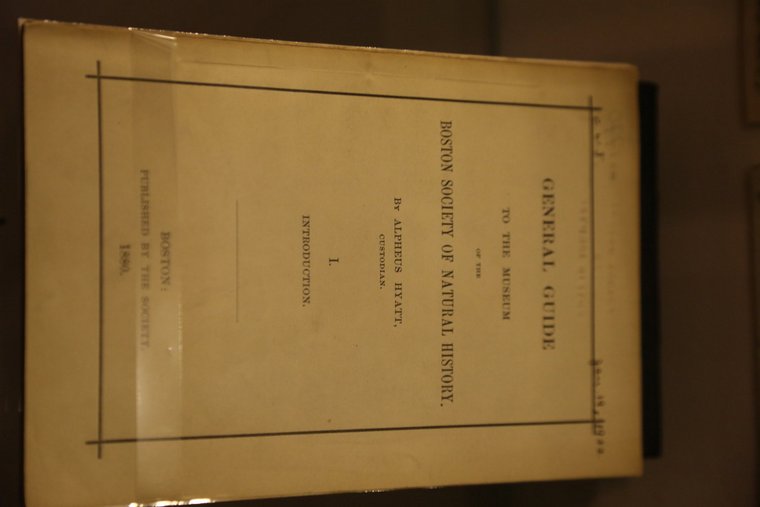 GENERAL GUIDE
TO THE MUSEUM
OF THE
BOSTON SOCIETY OF NATURAL HISTORY.
By ALPHEUS HYATT,
CUSTODIAN.
I.
INTRODUCTION.
BOSTON:
PUBLISHED BY THE SOCIETY.
1880.